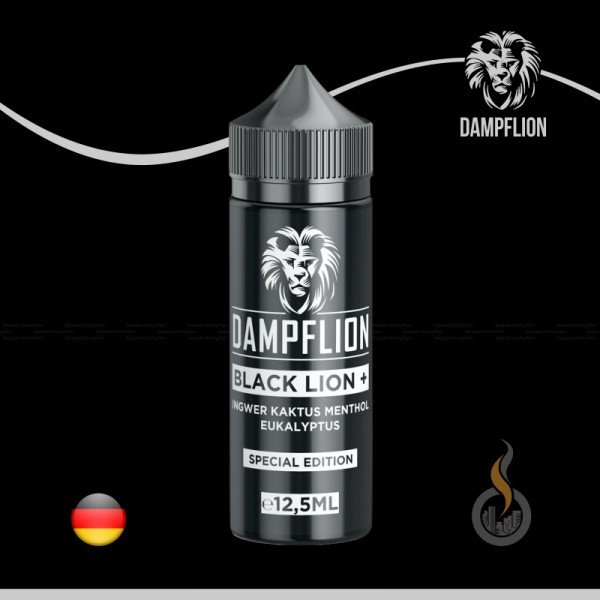 DAMPFLION
DAMPFLION
BLACK LION +
INGWER KAKTUS MENTHOL
EUKALYPTUS
SPECIAL EDITION
℮12,5ML